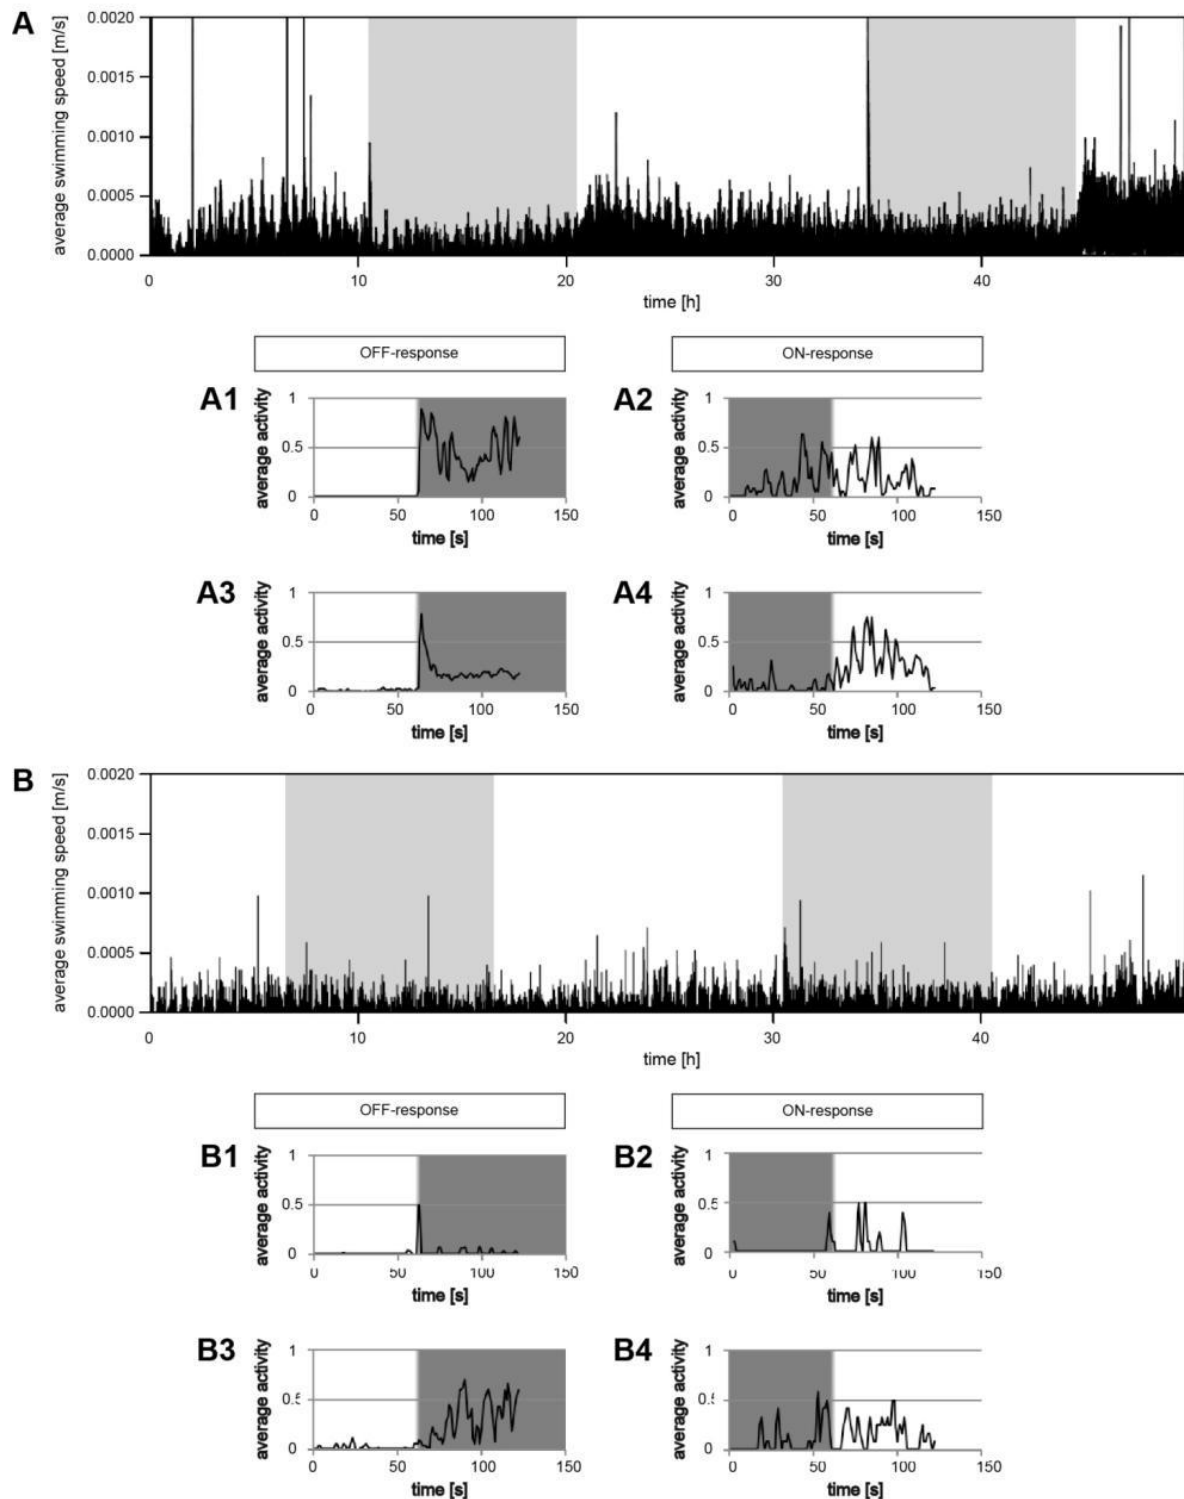 A
average swimming speed [m/s]
0.0020
0.0015
0.0010
0.0005
0.0000
0 10 20 30 40
time [h]
OFF-response ON-response
A1
average activity
1
0.5
0
0 50 100 150
time [s]
A2
average activity
1
0.5
0
0 50 100 150
time [s]
A3
average activity
1
0.5
0
0 50 100 150
time [s]
A4
average activity
1
0.5
0
0 50 100 150
time [s]
B
average swimming speed [m/s]
0.0020
0.0015
0.0010
0.0005
0.0000
0 10 20 30 40
time [h]
OFF-response ON-response
B1
average activity
1
0.5
0
0 50 100 150
time [s]
B2
average activity
1
0.5
0
0 50 100 150
time [s]
B3
average activity
1
0.5
0
0 50 100 150
time [s]
B4
average activity
1
0.5
0
0 50 100 150
time [s]